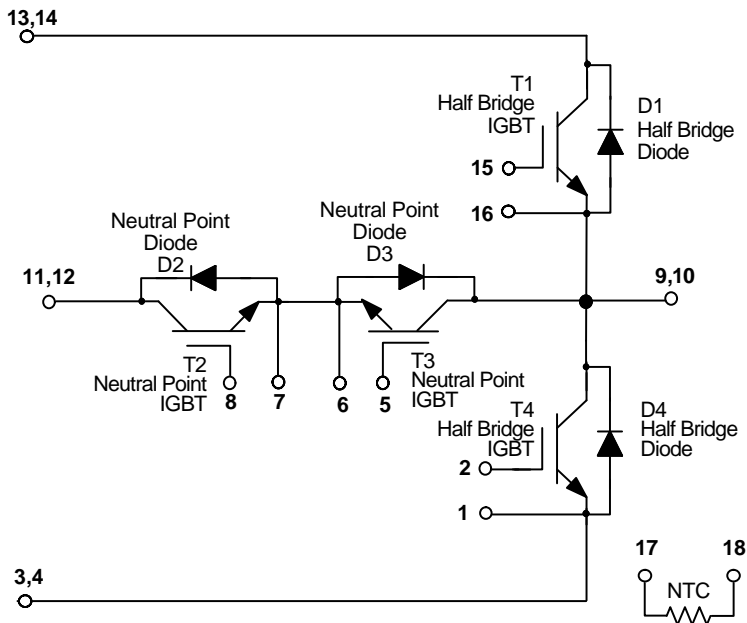 13,14
T1
Half Bridge
IGBT
D1
Half Bridge
Diode
15
16
Neutral Point
Diode
D2
Neutral Point
Diode
D3
11,12
9,10
T2
Neutral Point
IGBT
8
7
6
5
T3
Neutral Point
IGBT
T4
Half Bridge
IGBT
D4
Half Bridge
Diode
2
1
3,4
17
18
NTC